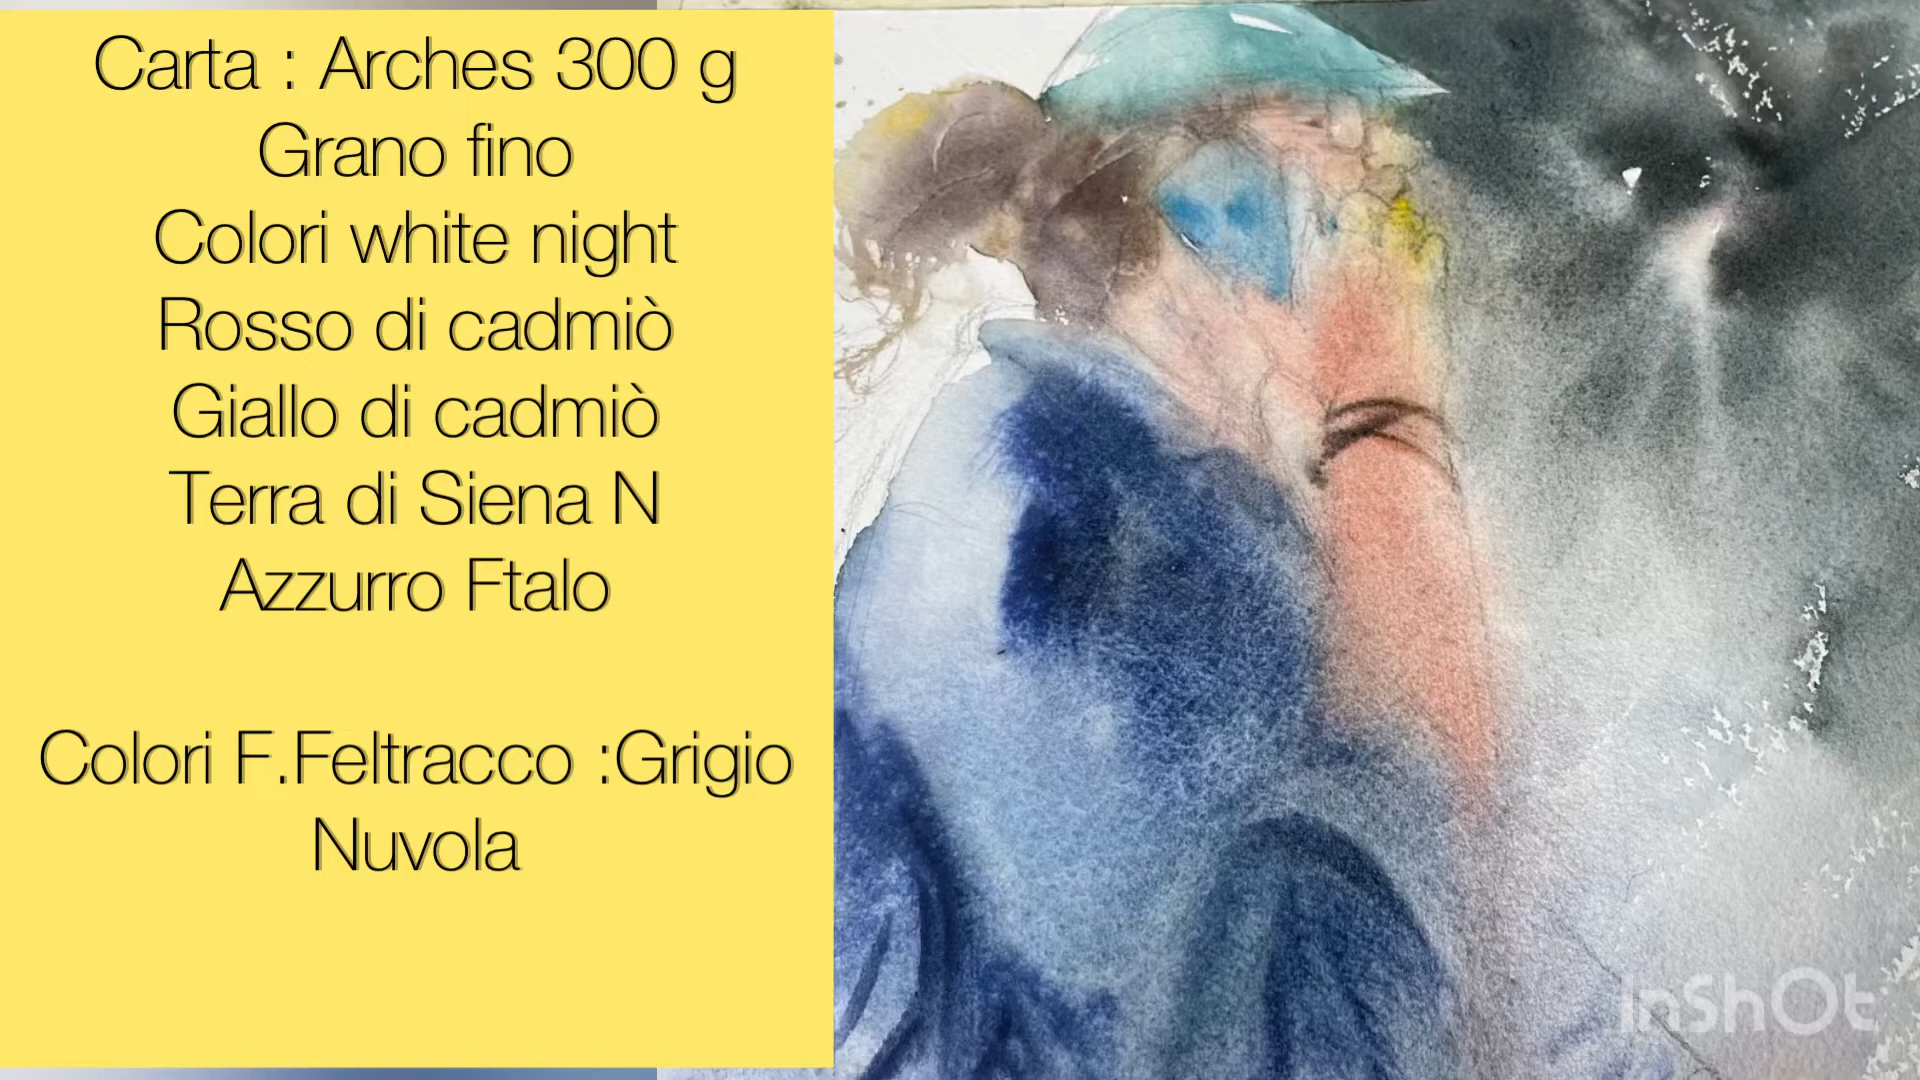 Carta : Arches 300 g
Grano fino
Colori white night
Rosso di cadmiò
Giallo di cadmiò
Terra di Siena N
Azzurro Ftalo
Colori F.Feltracco :Grigio
Nuvola
InShOt